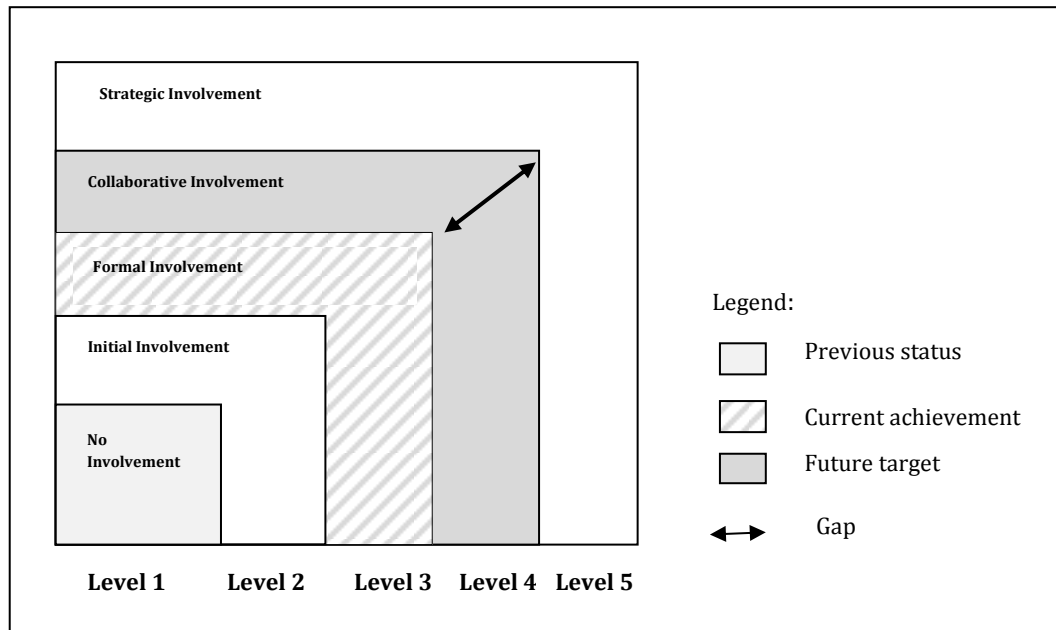 Strategic Involvement
Collaborative Involvement
Formal Involvement
Initial Involvement
No
Involvement
Level 1
Level 2
Level 3
Level 4
Level 5
Legend:
Previous status
Current achievement
Future target
Gap